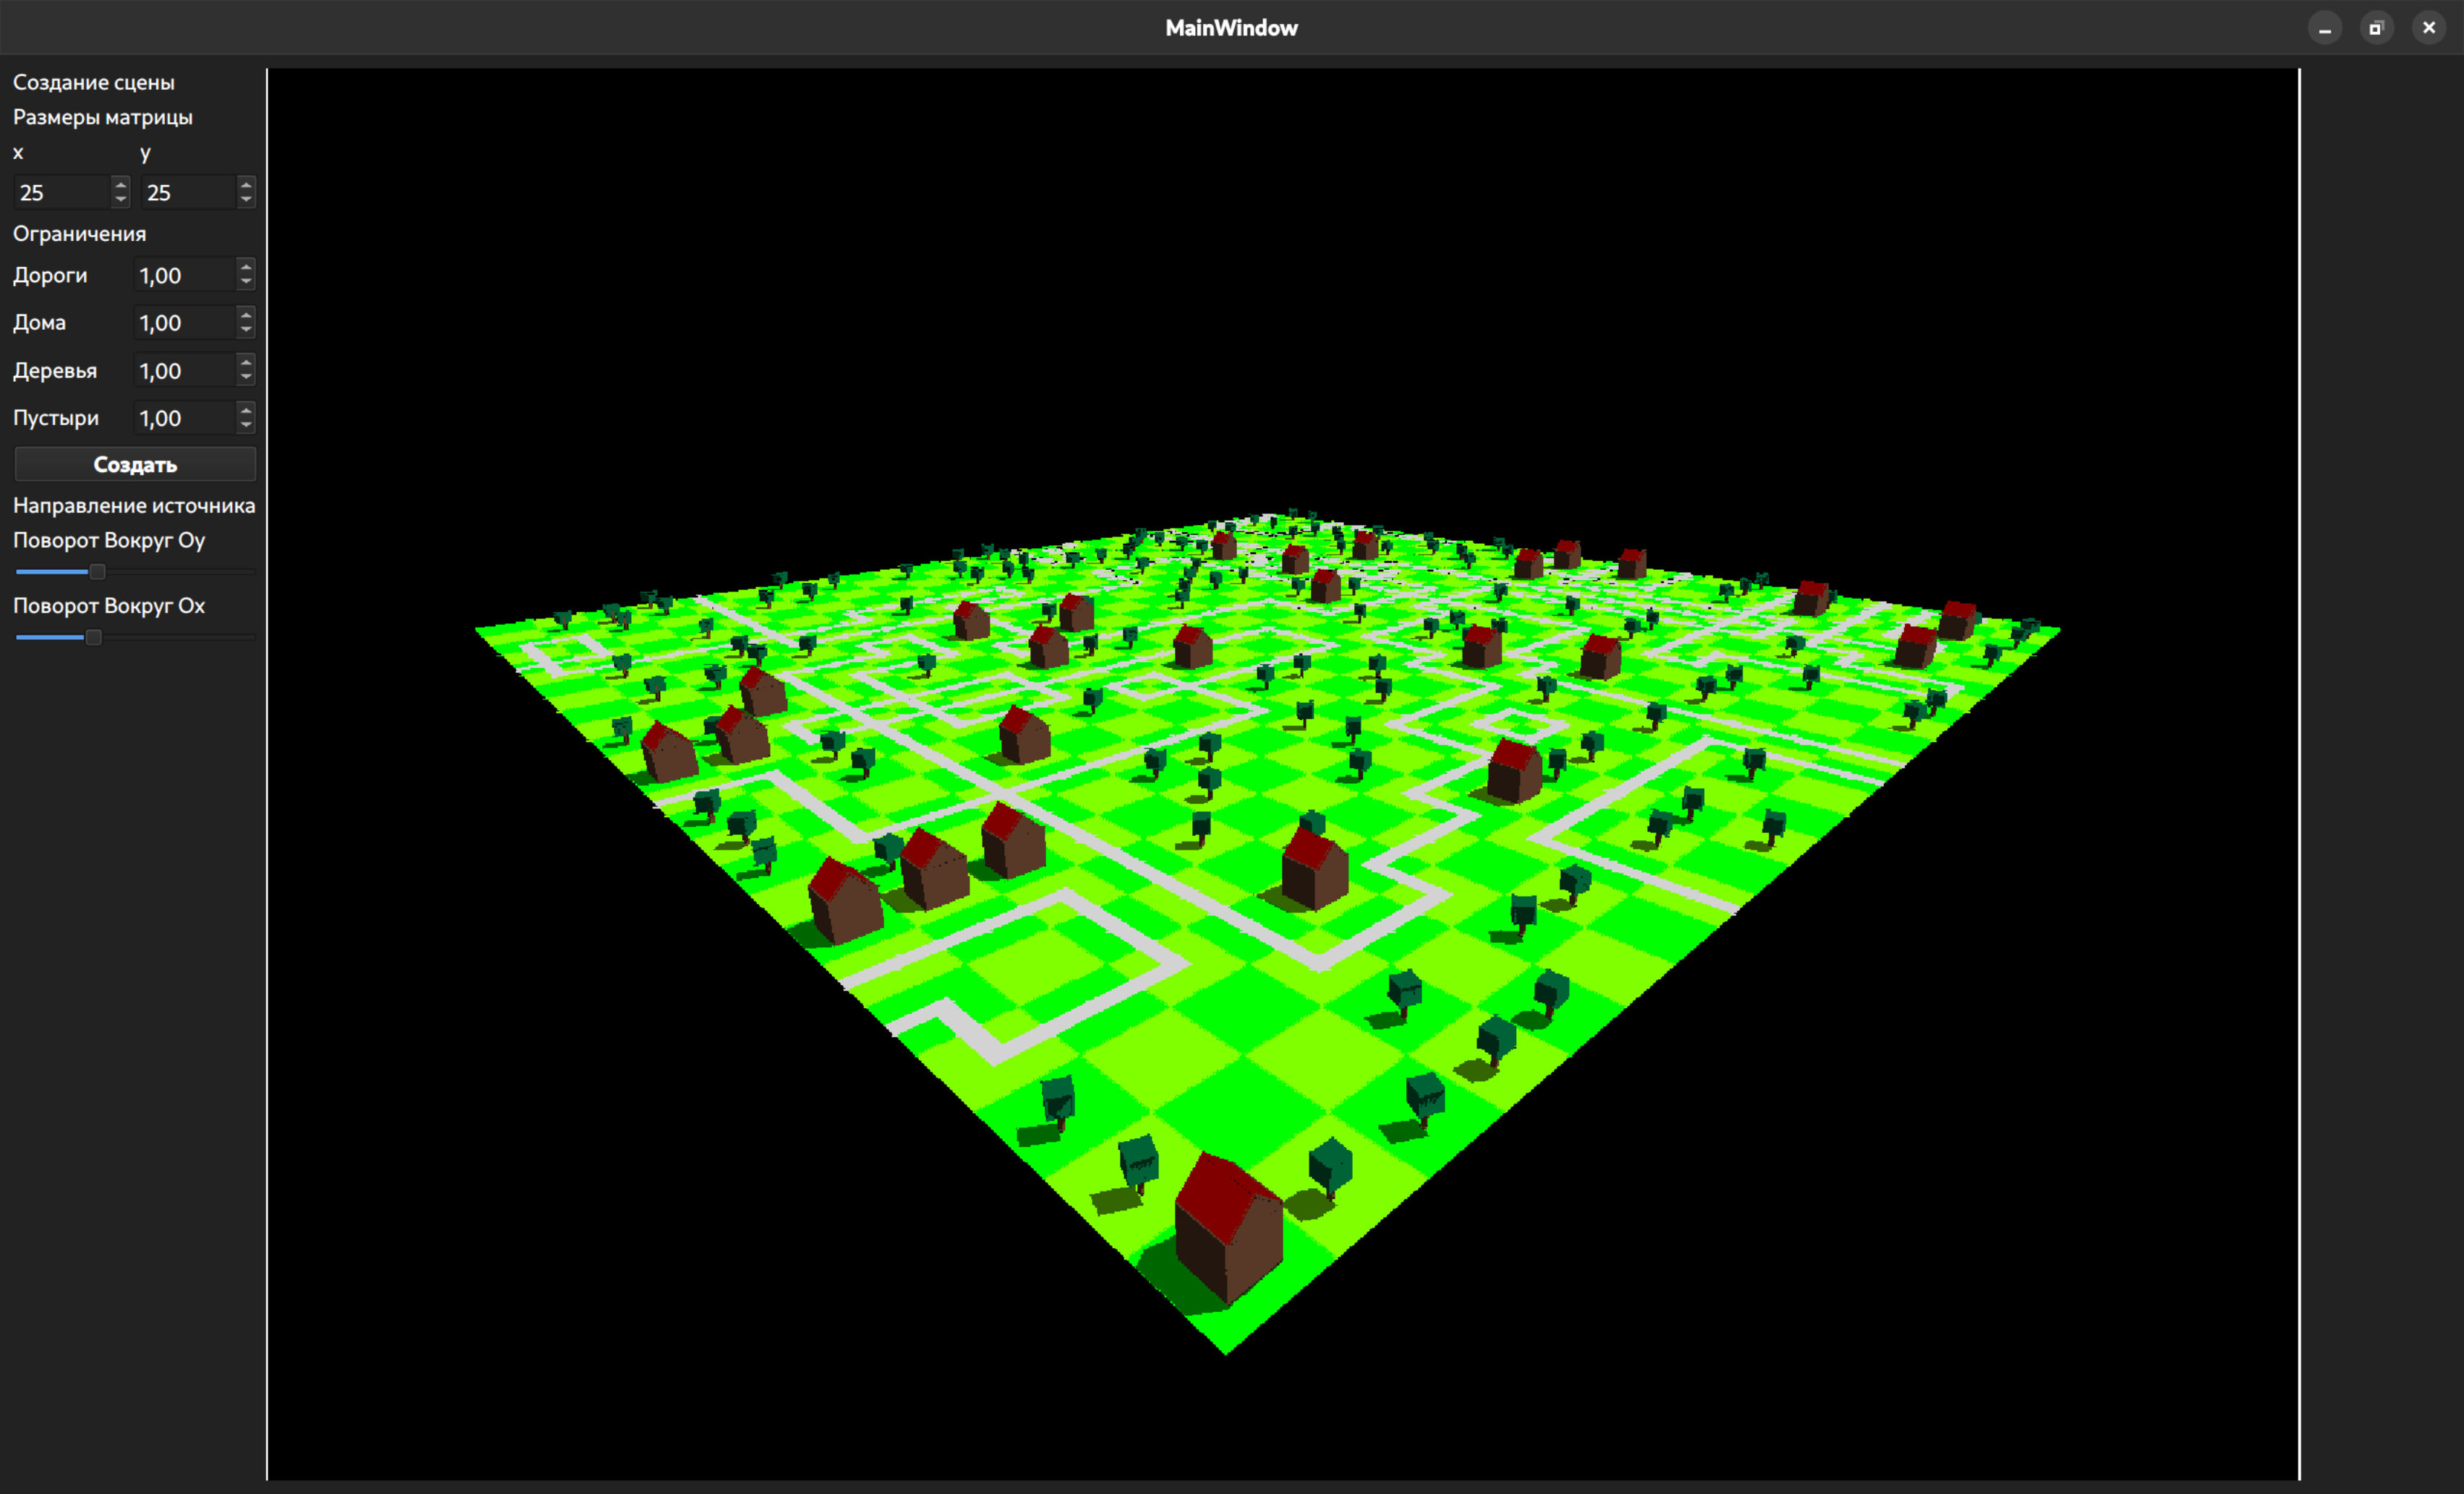 MainWindow
Создание сцены
Размеры матрицы
x y
25 25
Ограничения
Дороги 1,00
Дома 1,00
Деревья 1,00
Пустыри 1,00
Создать
Направление источника
Поворот Вокруг Oy
Поворот Вокруг Ox